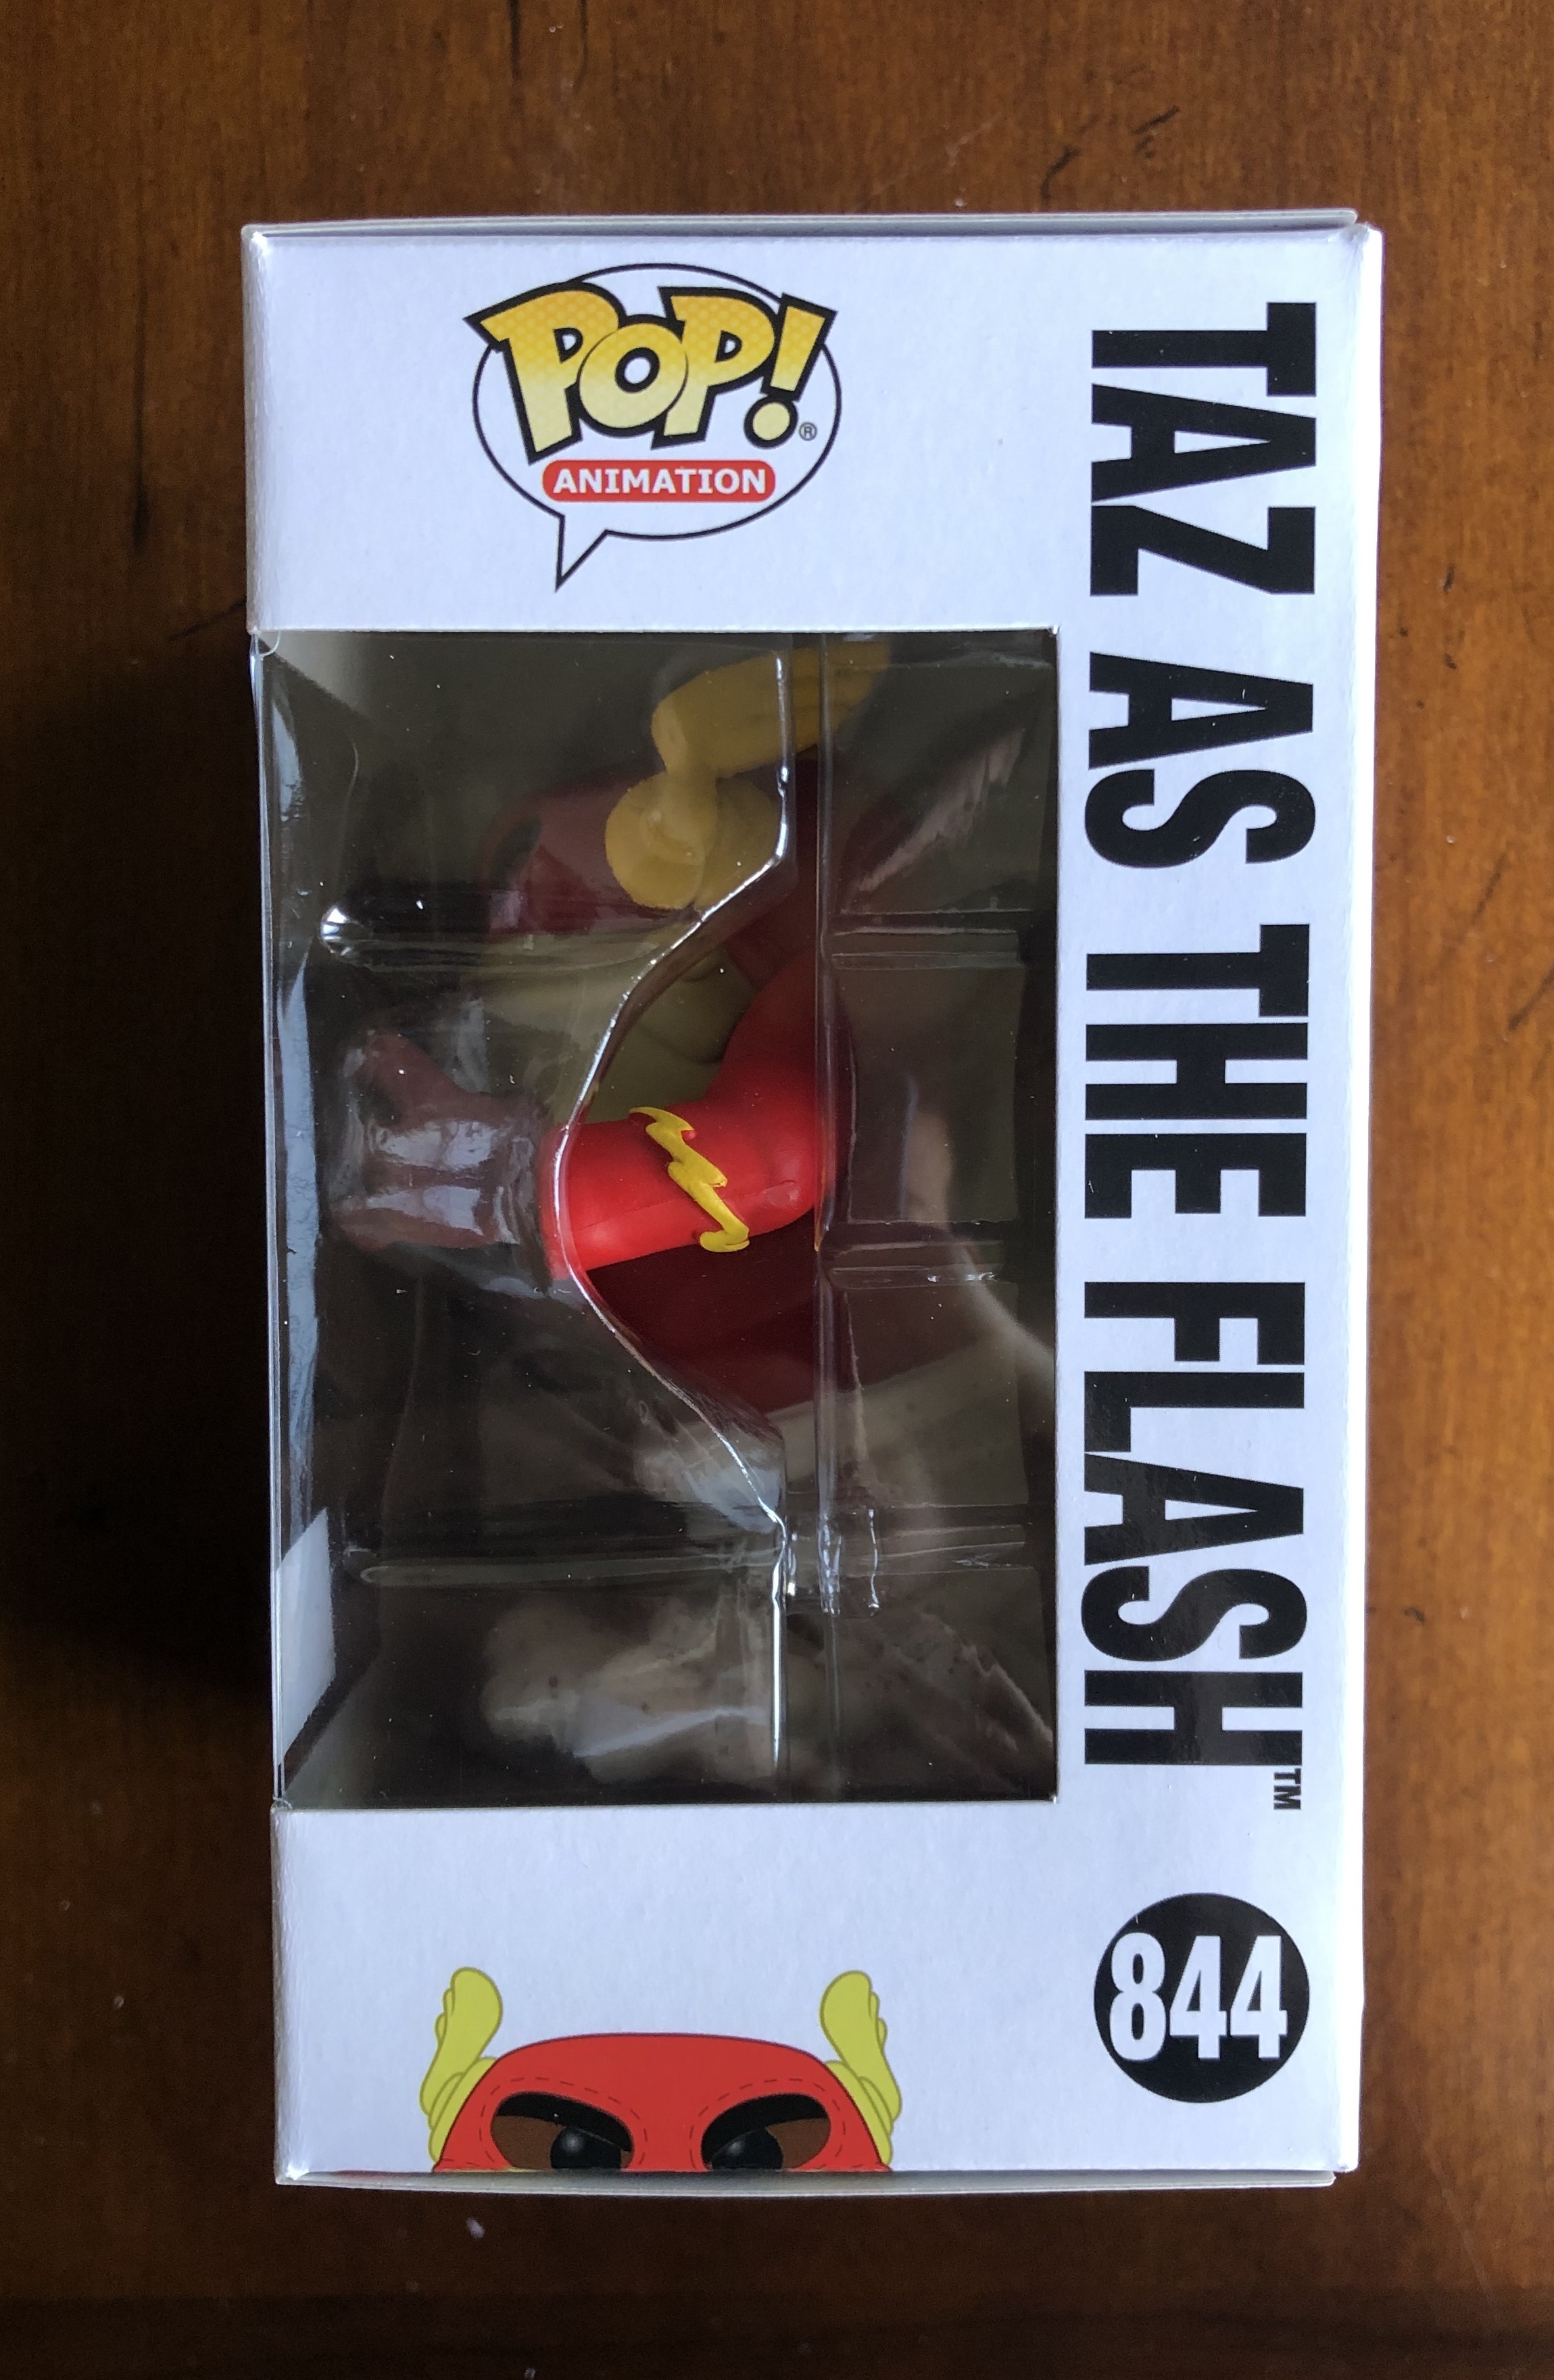 POP!®
ANIMATION
TAZ AS THE FLASH™
844